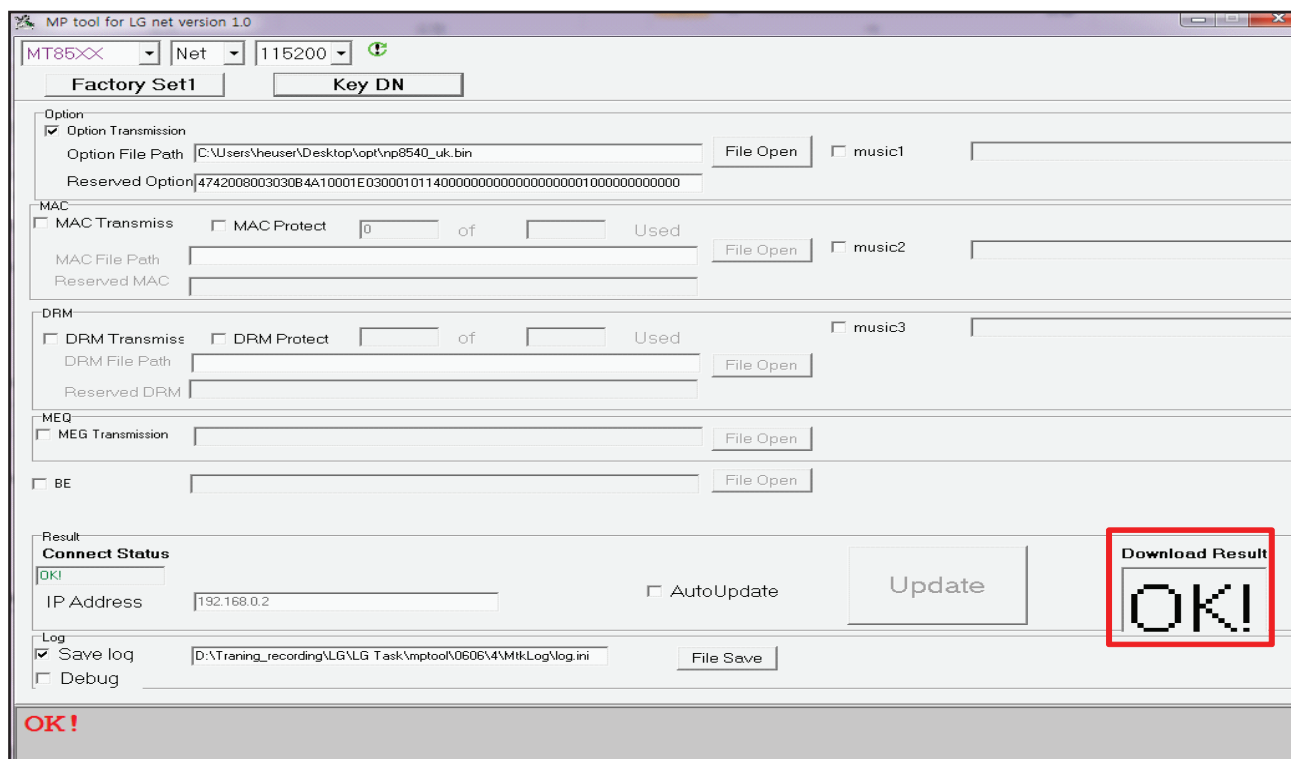 MP tool for LG net version 1.0
MT85XX Net 115200
Factory Set1 Key DN
Option
Option Transmission
Option File Path C:\Users\heuser\Desktop\opt\np8540_uk.bin File Open music1
Reserved Option 4742008003030B4A10001E03000101140000000000000000000001000000000000
MAC
MAC Transmiss MAC Protect 0 of Used
MAC File Path File Open music2
Reserved MAC
DRM
DRM Transmiss DRM Protect of Used music3
DRM File Path File Open
Reserved DRM
MEQ
MEG Transmission File Open
BE File Open
Result
Connect Status Download Result
OK! OK!
IP Address 192.168.0.2 AutoUpdate Update
Log
Save log D:\Traning_recording\LG\LG Task\mptool\0606\4\MtkLog\log.ini File Save
Debug
OK!